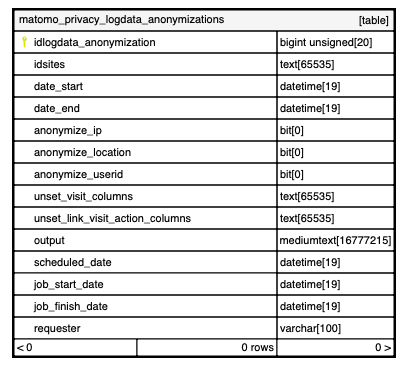 matomo_privacy_logdata_anonymizations [table]
idlogdata_anonymization bigint unsigned[20]
idsites text[65535]
date_start datetime[19]
date_end datetime[19]
anonymize_ip bit[0]
anonymize_location bit[0]
anonymize_userid bit[0]
unset_visit_columns text[65535]
unset_link_visit_action_columns text[65535]
output mediumtext[16777215]
scheduled_date datetime[19]
job_start_date datetime[19]
job_finish_date datetime[19]
requester varchar[100]
< 0 0 rows 0 >